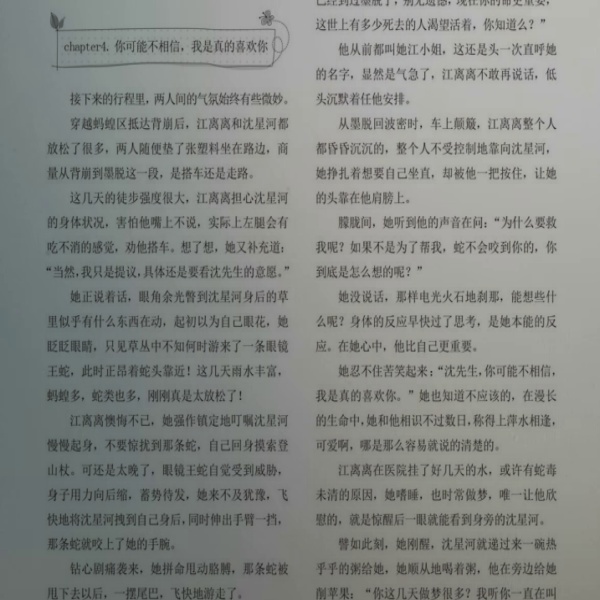 chapter4. 你可能不相信，我是真的喜欢你
接下来的行程里，两人间的气氛始终有些微妙。
穿越蚂蝗区抵达背崩后，江离离和沈星河都
放松了很多，两人随便垫了张塑料坐在路边，商
量从背崩到墨脱这一段，是搭车还是走路。
这几天的徒步强度很大，江离离担心沈星河
的身体状况，害怕他嘴上不说，实际上左腿会有
吃不消的感觉，劝他搭车。想了想，她又补充道：
“当然，我只是提议，具体还是要看沈先生的意愿。”
她正说着话，眼角余光瞥到沈星河身后的草
里似乎有什么东西在动，起初以为自己眼花，她
眨眨眼睛，只见草丛中不知何时游来了一条眼镜
王蛇，此时正昂着蛇头靠近！这几天雨水丰富，
蚂蝗多，蛇类也多，刚刚真是太放松了！
江离离懊悔不已，她强作镇定地叮嘱沈星河
慢慢起身，不要惊扰到那条蛇，自己回身摸索登
山杖。可还是太晚了，眼镜王蛇自觉受到威胁，
身子用力向后缩，蓄势待发，她来不及犹豫，飞
快地将沈星河拽到自己身后，同时伸出手臂一挡，
那条蛇就咬上了她的手腕。
钻心剧痛袭来，她拼命甩动胳膊，那条蛇被
甩下去以后，一摆尾巴，飞快地游走了。
已经到过墨脱了，别无遗憾，现在你的命更重要，
这世上有多少死去的人渴望活着，你知道么？”
他从前都叫她江小姐，这还是头一次直呼她
的名字，显然是气急了，江离离不敢再说话，低
头沉默着任他安排。
从墨脱回波密时，车上颠簸，江离离整个人
都昏昏沉沉的，整个人不受控制地靠向沈星河，
她挣扎着想要自己坐直，却被他一把按住，让她
的头靠在他肩膀上。
朦胧间，她听到他的声音在问：“为什么要救
我呢？如果不是为了帮我，蛇不会咬到你的，你
到底是怎么想的呢？”
她没说话，那样电光火石地刹那，能想些什
么呢？身体的反应早快过了思考，是她本能的反
应。在她心中，他比自己更重要。
她忍不住苦笑起来：“沈先生，你可能不相信，
我是真的喜欢你。”她也知道不应该的，在漫长
的生命中，她和他相识不过数日，称得上萍水相逢，
可爱啊，哪是那么容易就说的清楚的。
江离离在医院挂了好几天的水，或许有蛇毒
未清的原因，她嗜睡，也时常做梦，唯一让他欣
慰的，就是惊醒后一眼就能看到身旁的沈星河。
譬如此刻，她刚醒，沈星河就递过来一碗热
乎乎的粥给她，她顺从地喝着粥，他在旁边给她
削苹果：“你这几天做梦很多？我听你一直在叫